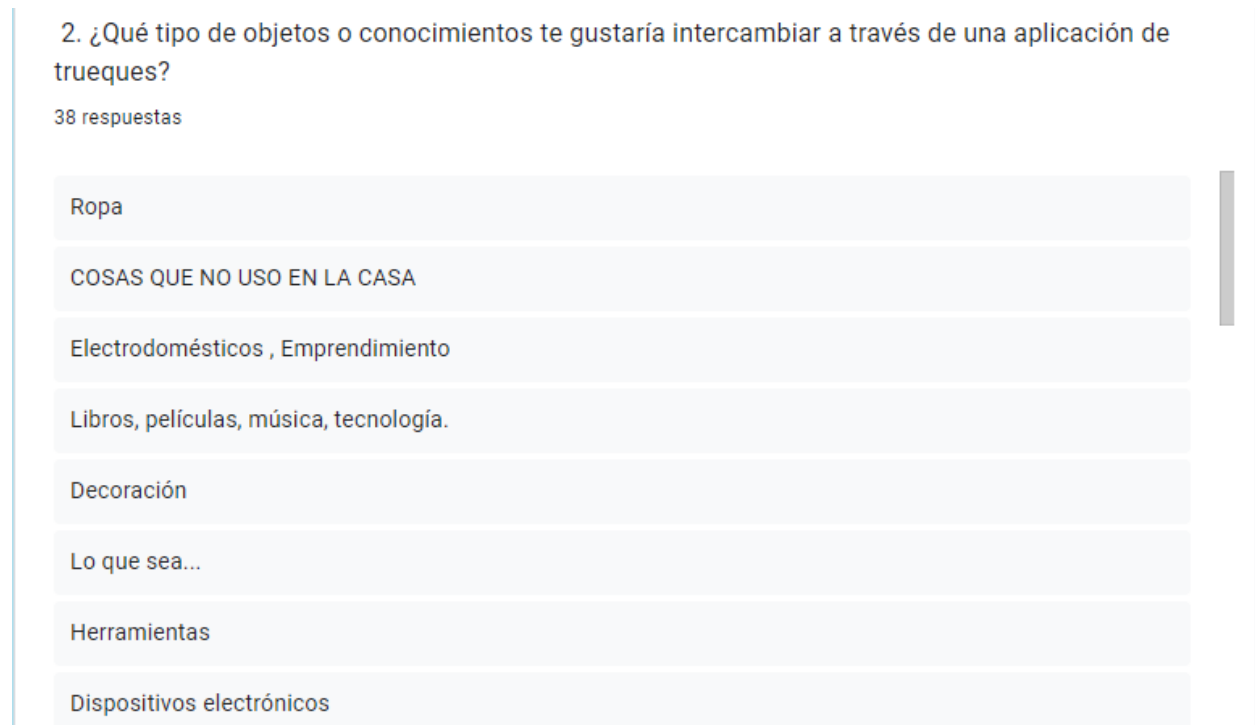 2. ¿Qué tipo de objetos o conocimientos te gustaría intercambiar a través de una aplicación de
trueques?
38 respuestas
Ropa
COSAS QUE NO USO EN LA CASA
Electrodomésticos , Emprendimiento
Libros, películas, música, tecnología.
Decoración
Lo que sea...
Herramientas
Dispositivos electrónicos